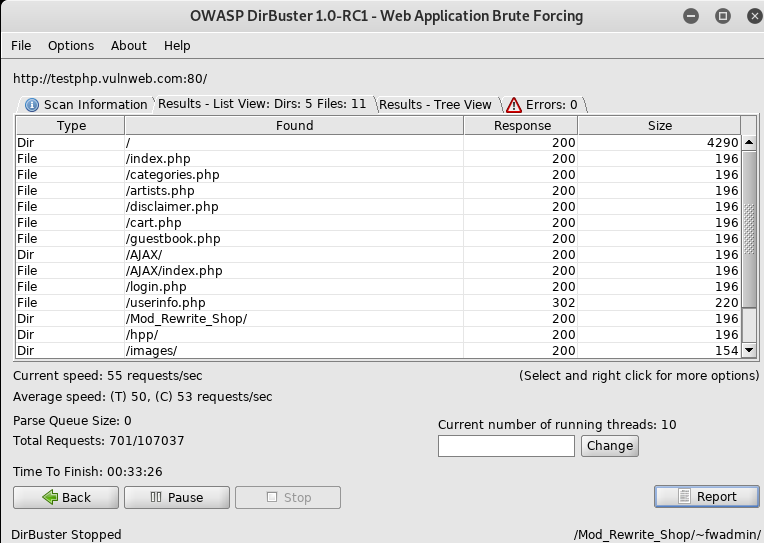 OWASP DirBuster 1.0-RC1 - Web Application Brute Forcing
File Options About Help
http://testphp.vulnweb.com:80/
Scan Information Results - List View: Dirs: 5 Files: 11 Results - Tree View Errors: 0
Type Found Response Size
Dir / 200 4290
File /index.php 200 196
File /categories.php 200 196
File /artists.php 200 196
File /disclaimer.php 200 196
File /cart.php 200 196
File /guestbook.php 200 196
Dir /AJAX/ 200 196
File /AJAX/index.php 200 196
File /login.php 200 196
File /userinfo.php 302 220
Dir /Mod_Rewrite_Shop/ 200 196
Dir /hpp/ 200 196
Dir /images/ 200 154
Current speed: 55 requests/sec (Select and right click for more options)
Average speed: (T) 50, (C) 53 requests/sec
Parse Queue Size: 0 Current number of running threads: 10
Total Requests: 701/107037
Change
Time To Finish: 00:33:26
Back Pause Stop Report
DirBuster Stopped /Mod_Rewrite_Shop/~fwadmin/